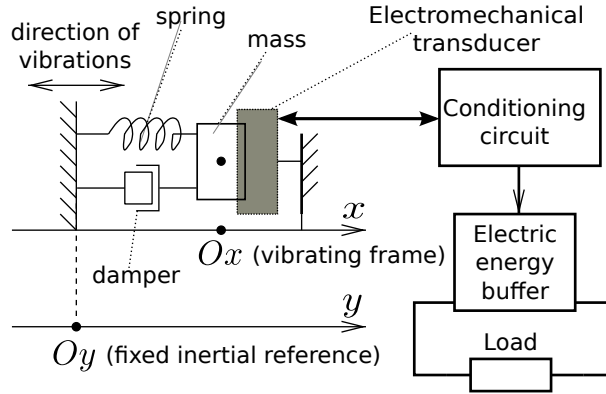 direction of
vibrations
spring
mass
Electromechanical
transducer
Conditioning
circuit
x
Ox (vibrating frame)
damper
Electric
energy
buffer
y
Oy (fixed inertial reference)
Load